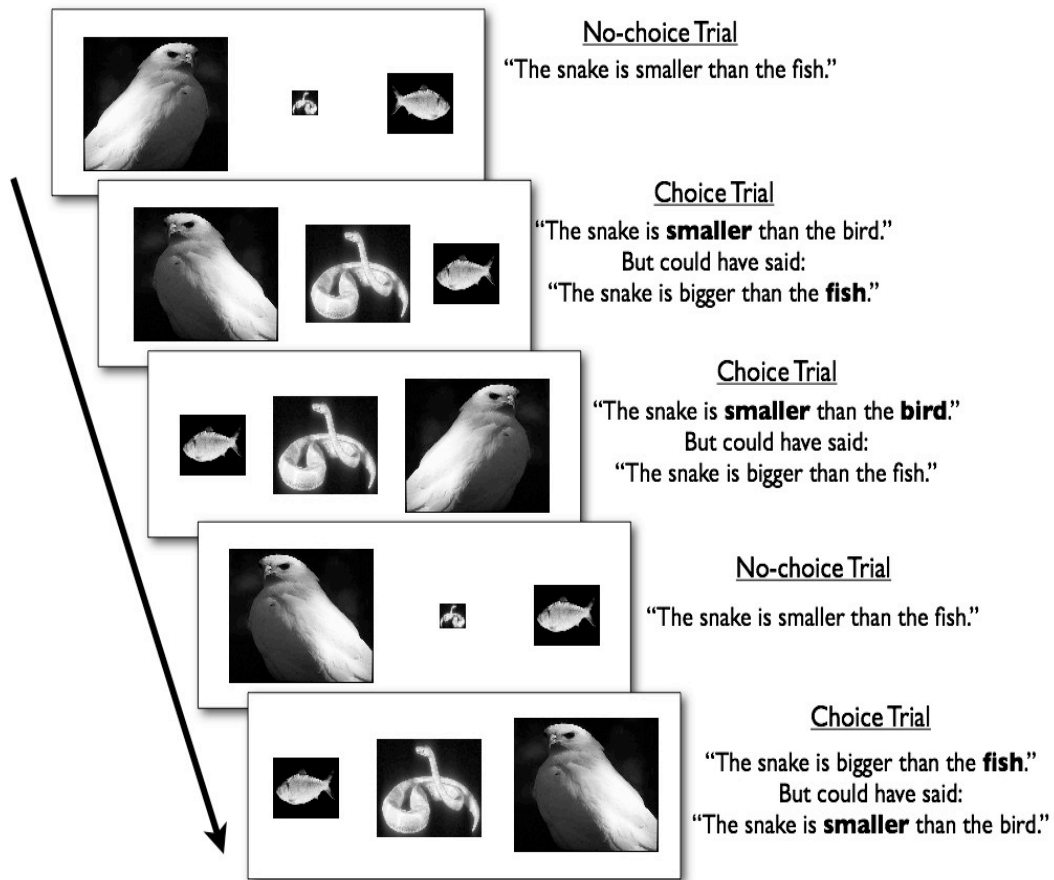 No-choice Trial
“The snake is smaller than the fish.”
Choice Trial
“The snake is smaller than the bird.”
But could have said:
“The snake is bigger than the fish.”
Choice Trial
“The snake is smaller than the bird.”
But could have said:
“The snake is bigger than the fish.”
No-choice Trial
“The snake is smaller than the fish.”
Choice Trial
“The snake is bigger than the fish.”
But could have said:
“The snake is smaller than the bird.”